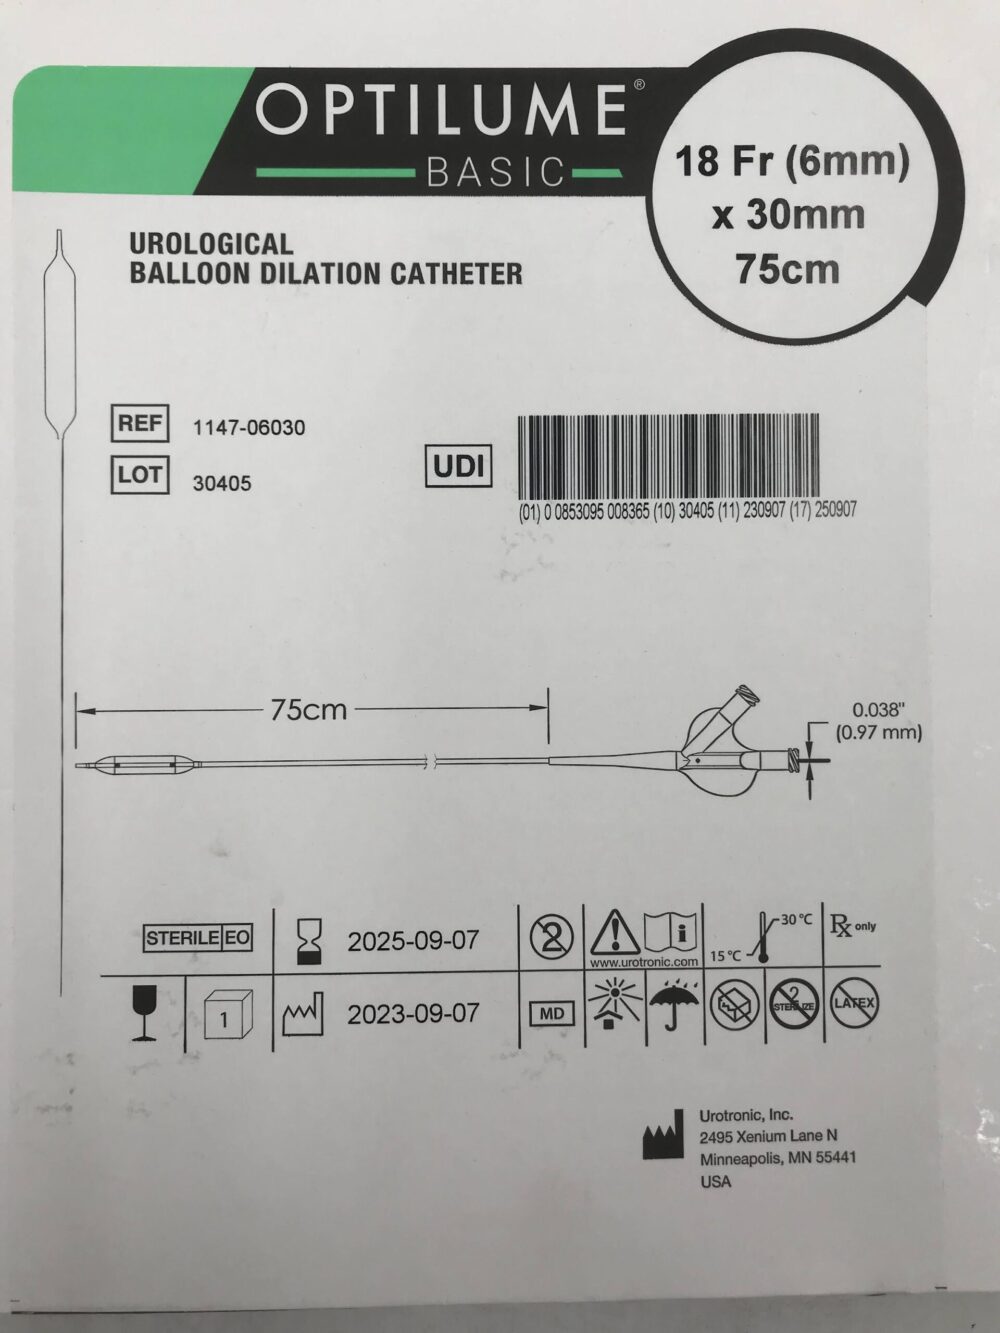 OPTILUME®
BASIC
18 Fr (6mm)
x 30mm
75cm
UROLOGICAL
BALLOON DILATION CATHETER
REF 1147-06030
LOT 30405
UDI
(01) 0 0853095 008365 (10) 30405 (11) 230907 (17) 250907
75cm
0.038"
(0.97 mm)
STERILE EO
2025-09-07
2
www.urotronic.com
15°C
30°C
Rx only
1
2023-09-07
MD
2
STERILIZE
LATEX
Urotronic, Inc.
2495 Xenium Lane N
Minneapolis, MN 55441
USA